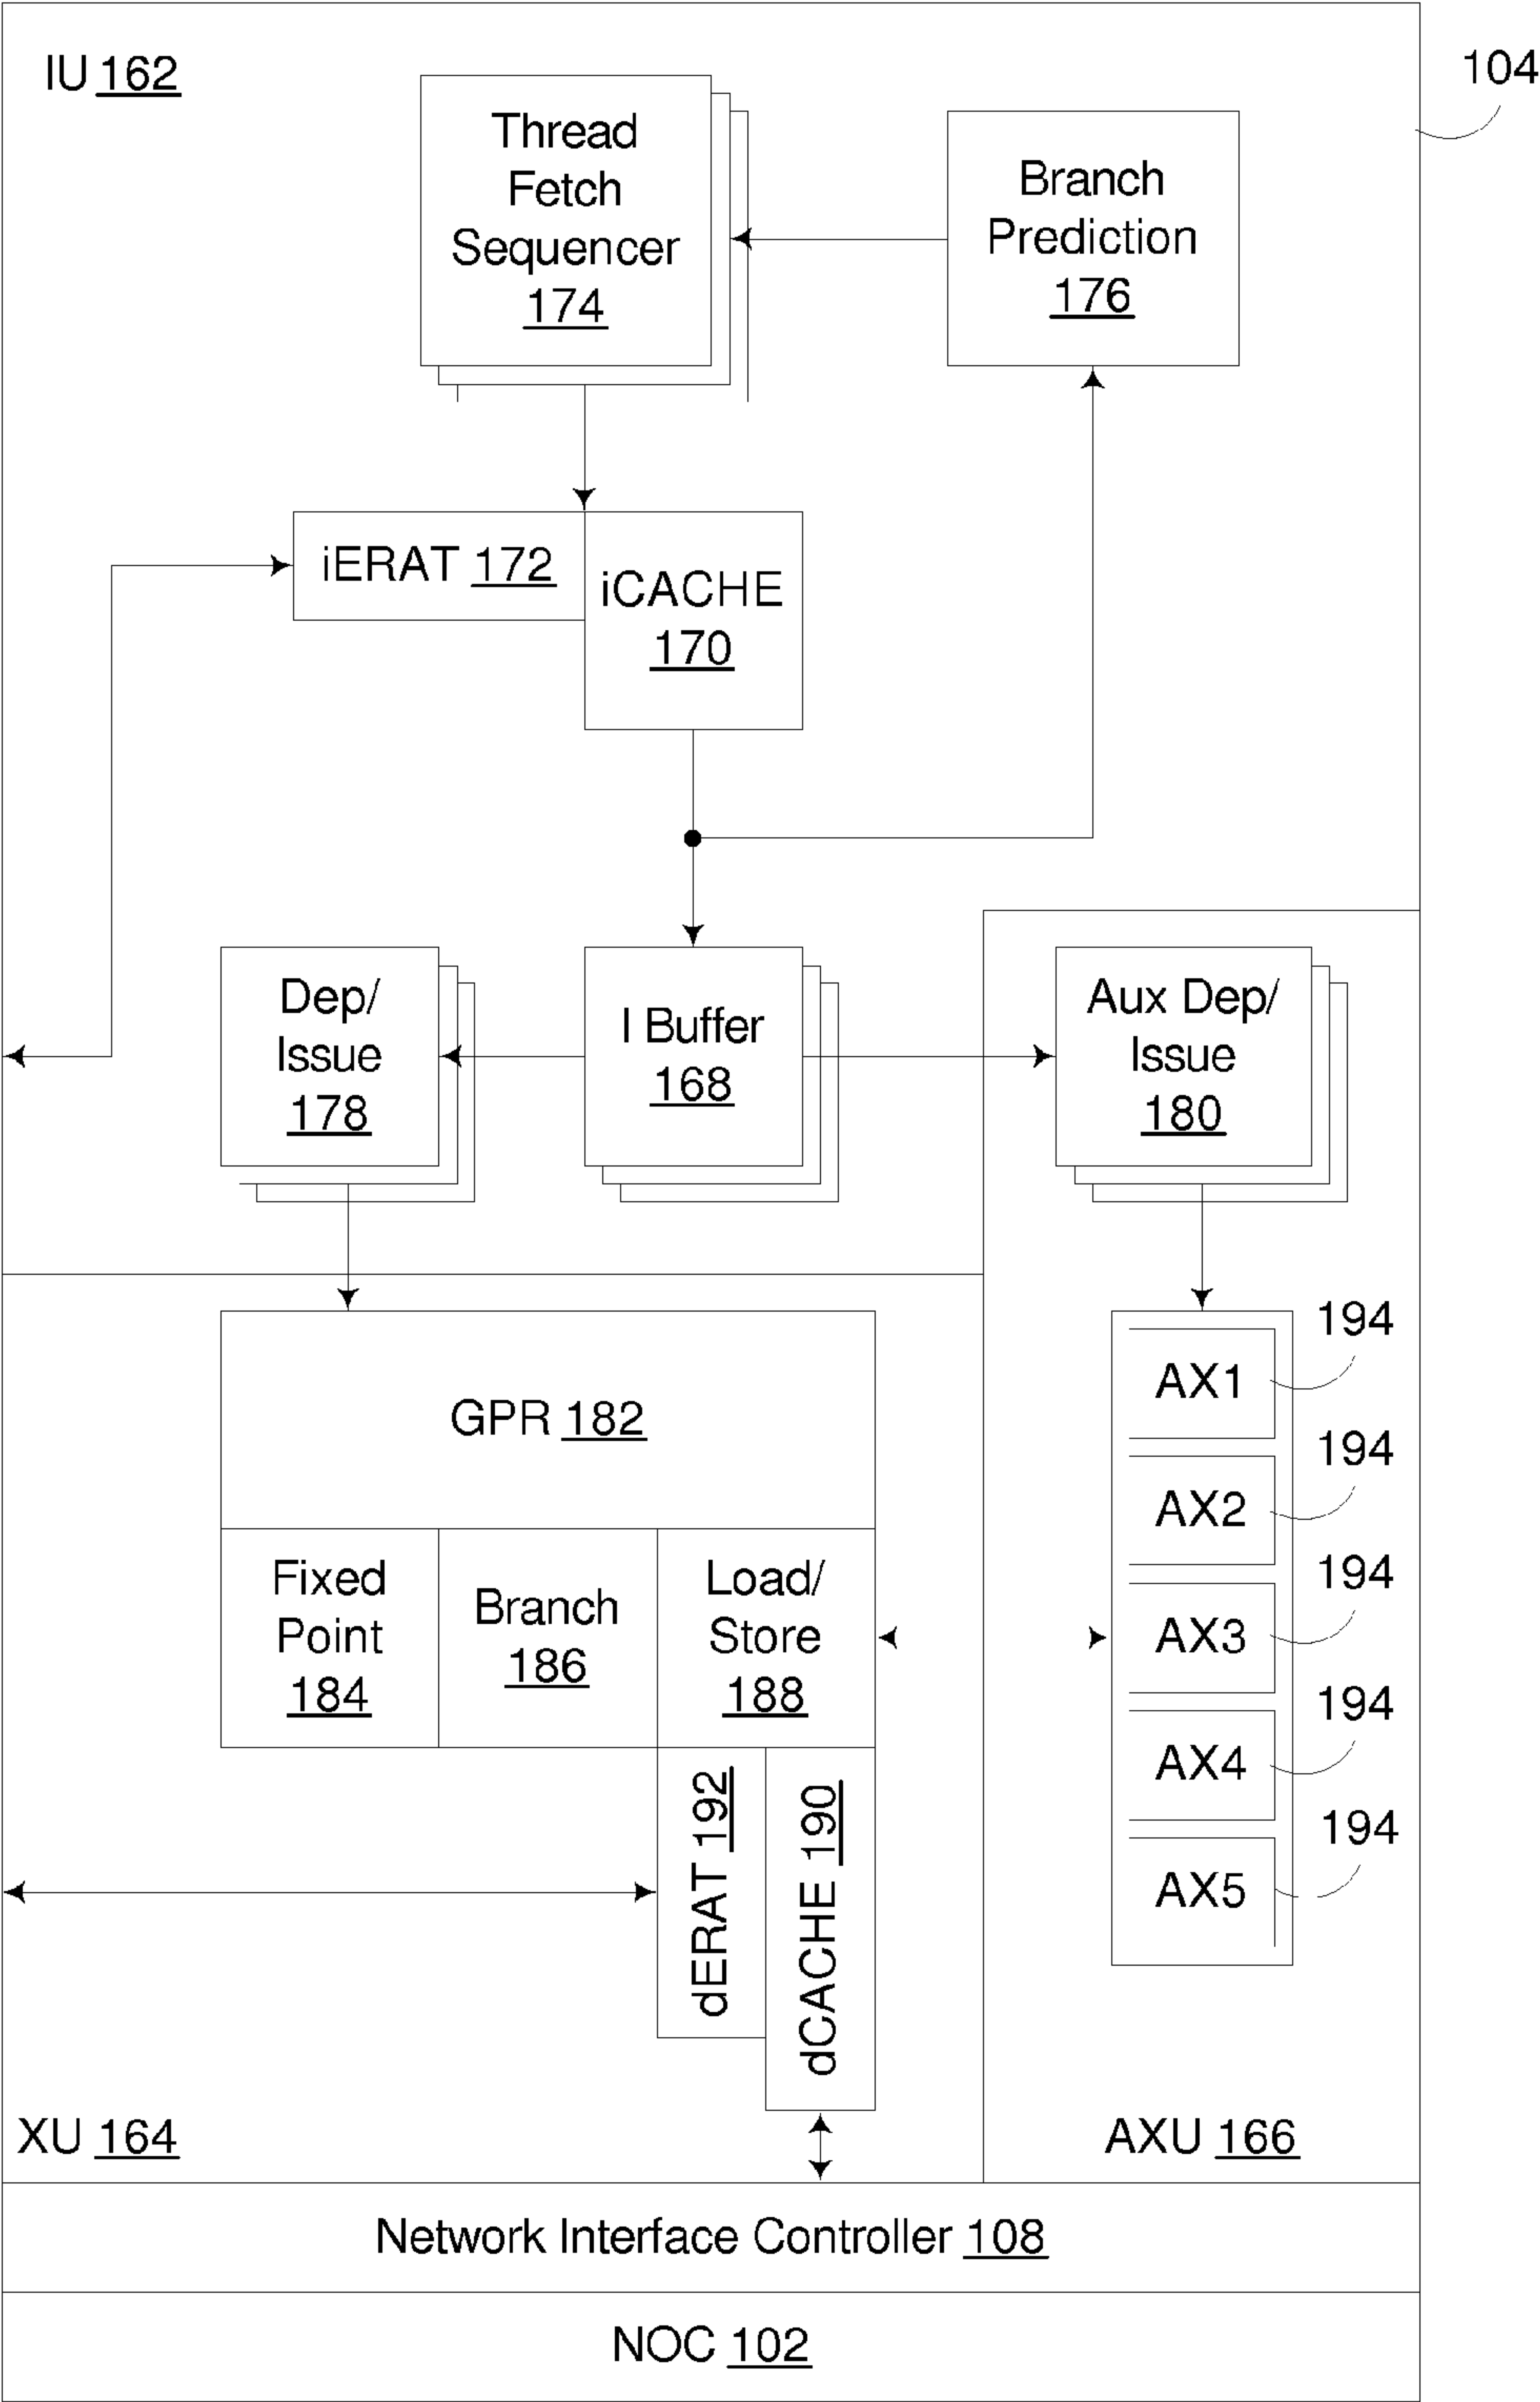 IU 162
104
Thread
Fetch
Sequencer
174
Branch
Prediction
176
iERAT 172
iCACHE
170
Dep/
Issue
178
I Buffer
168
Aux Dep/
Issue
180
GPR 182
Fixed
Point
184
Branch
186
Load/
Store
188
dERAT 192
dCACHE 190
194
AX1
194
AX2
194
AX3
194
AX4
194
AX5
XU 164
AXU 166
Network Interface Controller 108
NOC 102